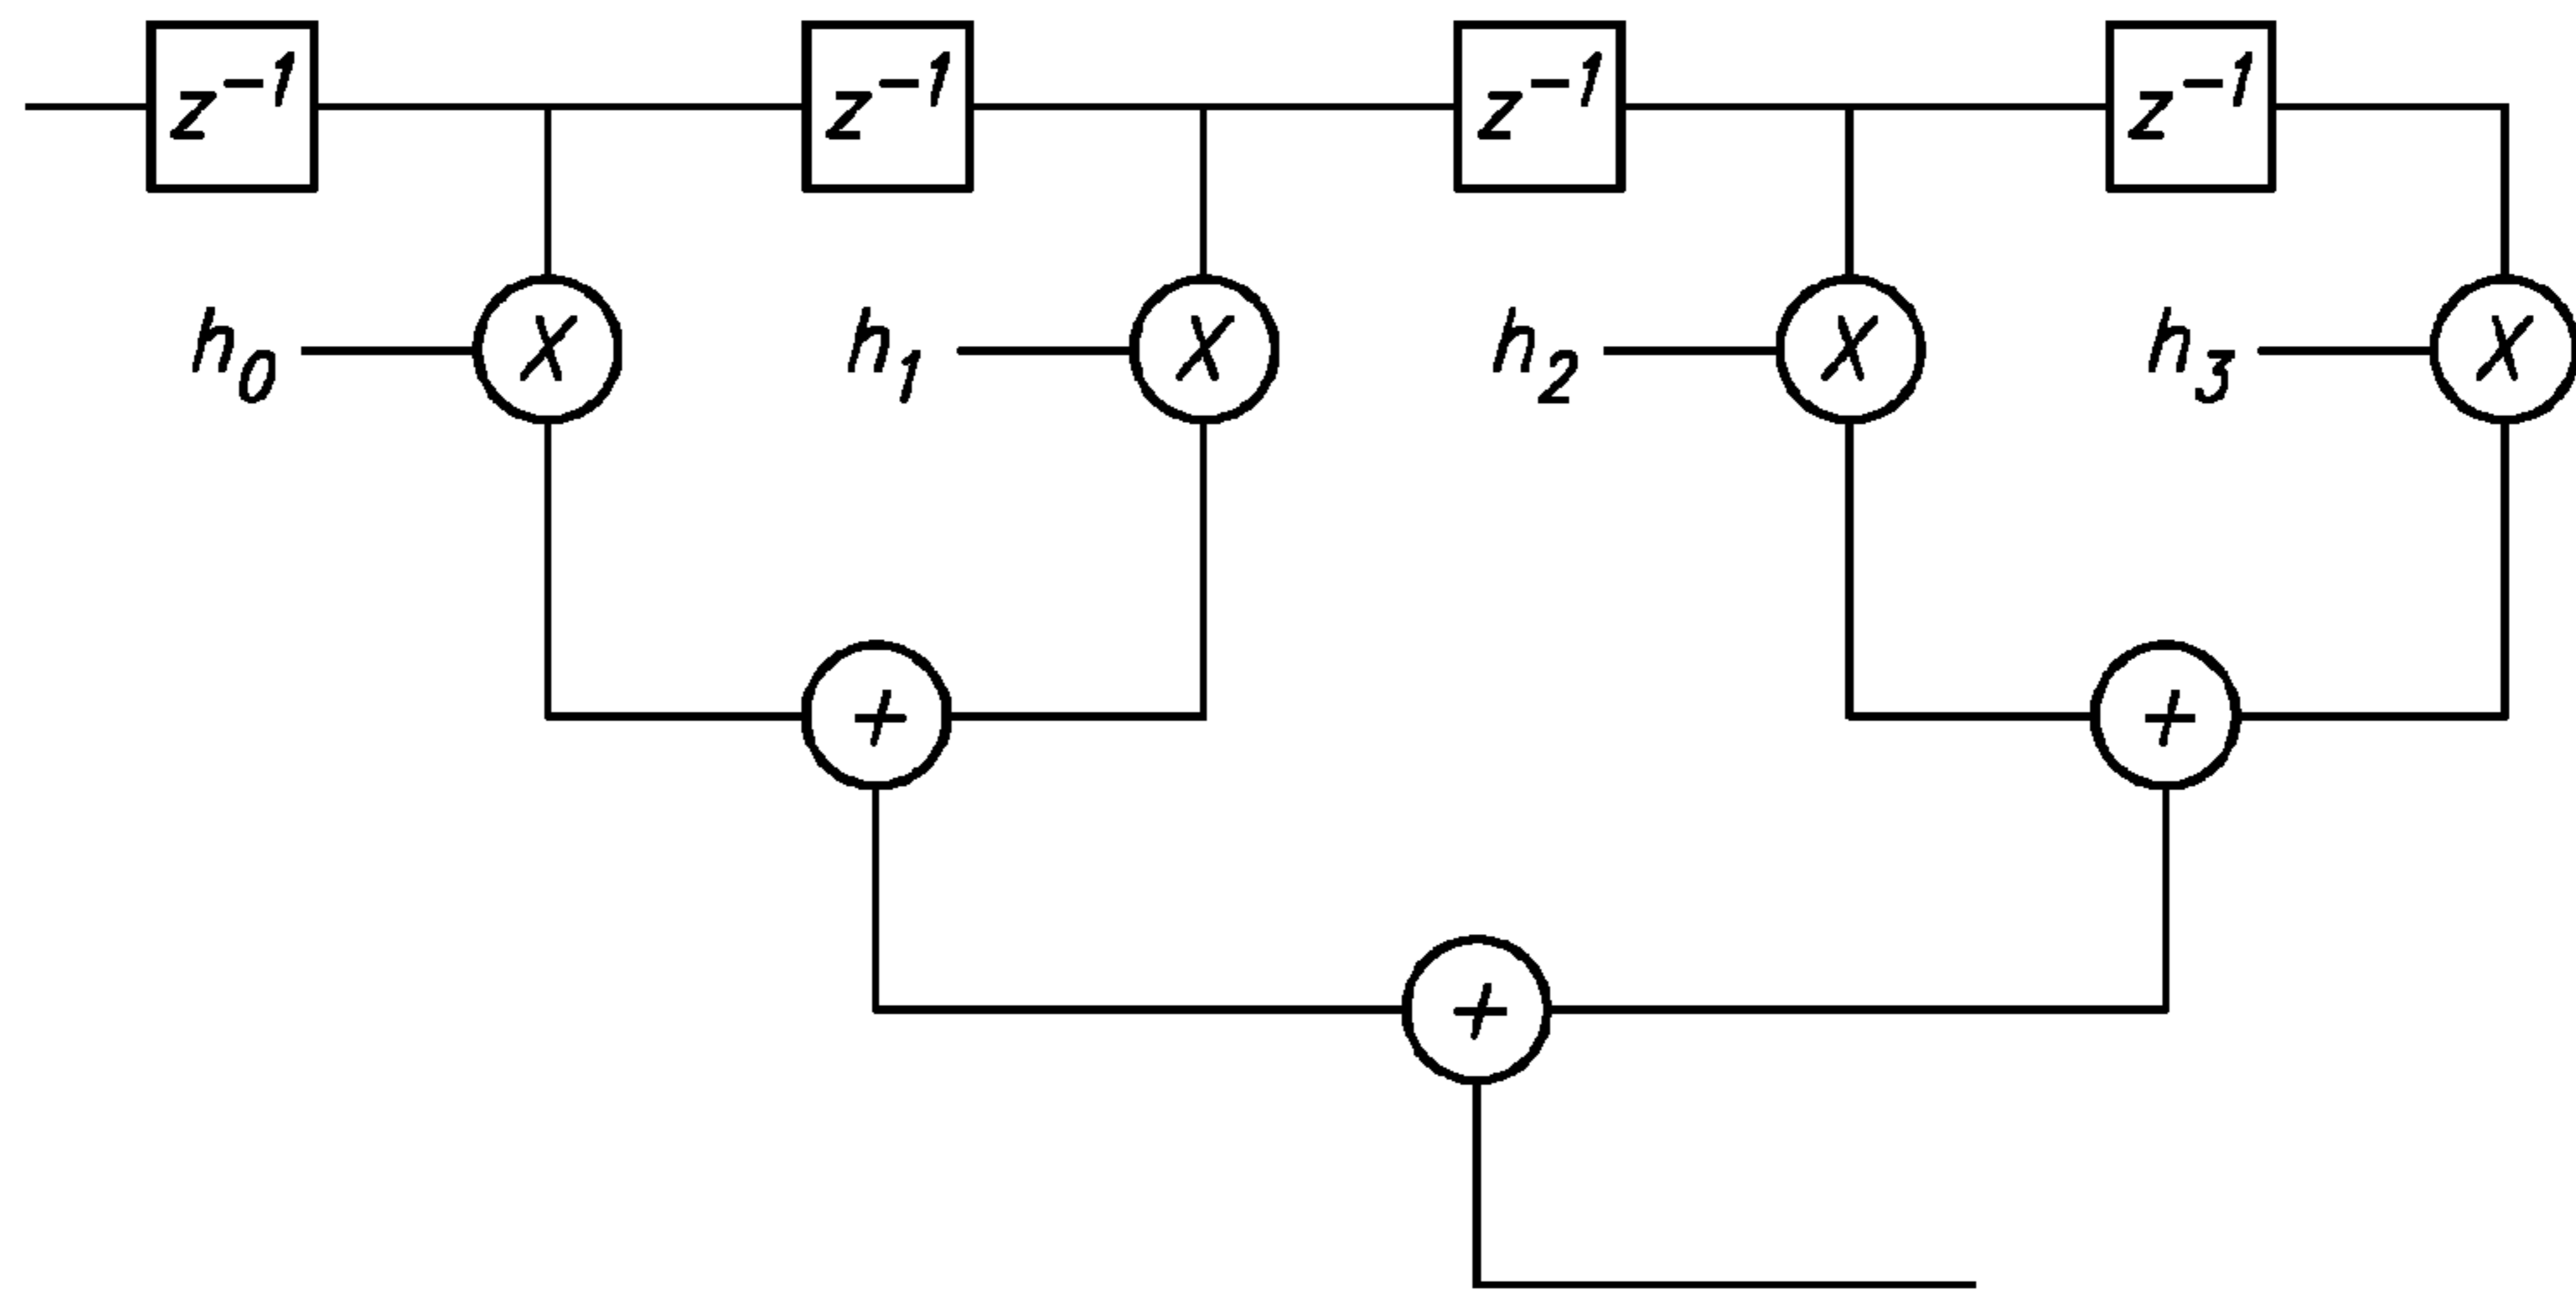 z⁻¹ z⁻¹ z⁻¹ z⁻¹
h₀ X h₁ X h₂ X h₃ X
+ +
+